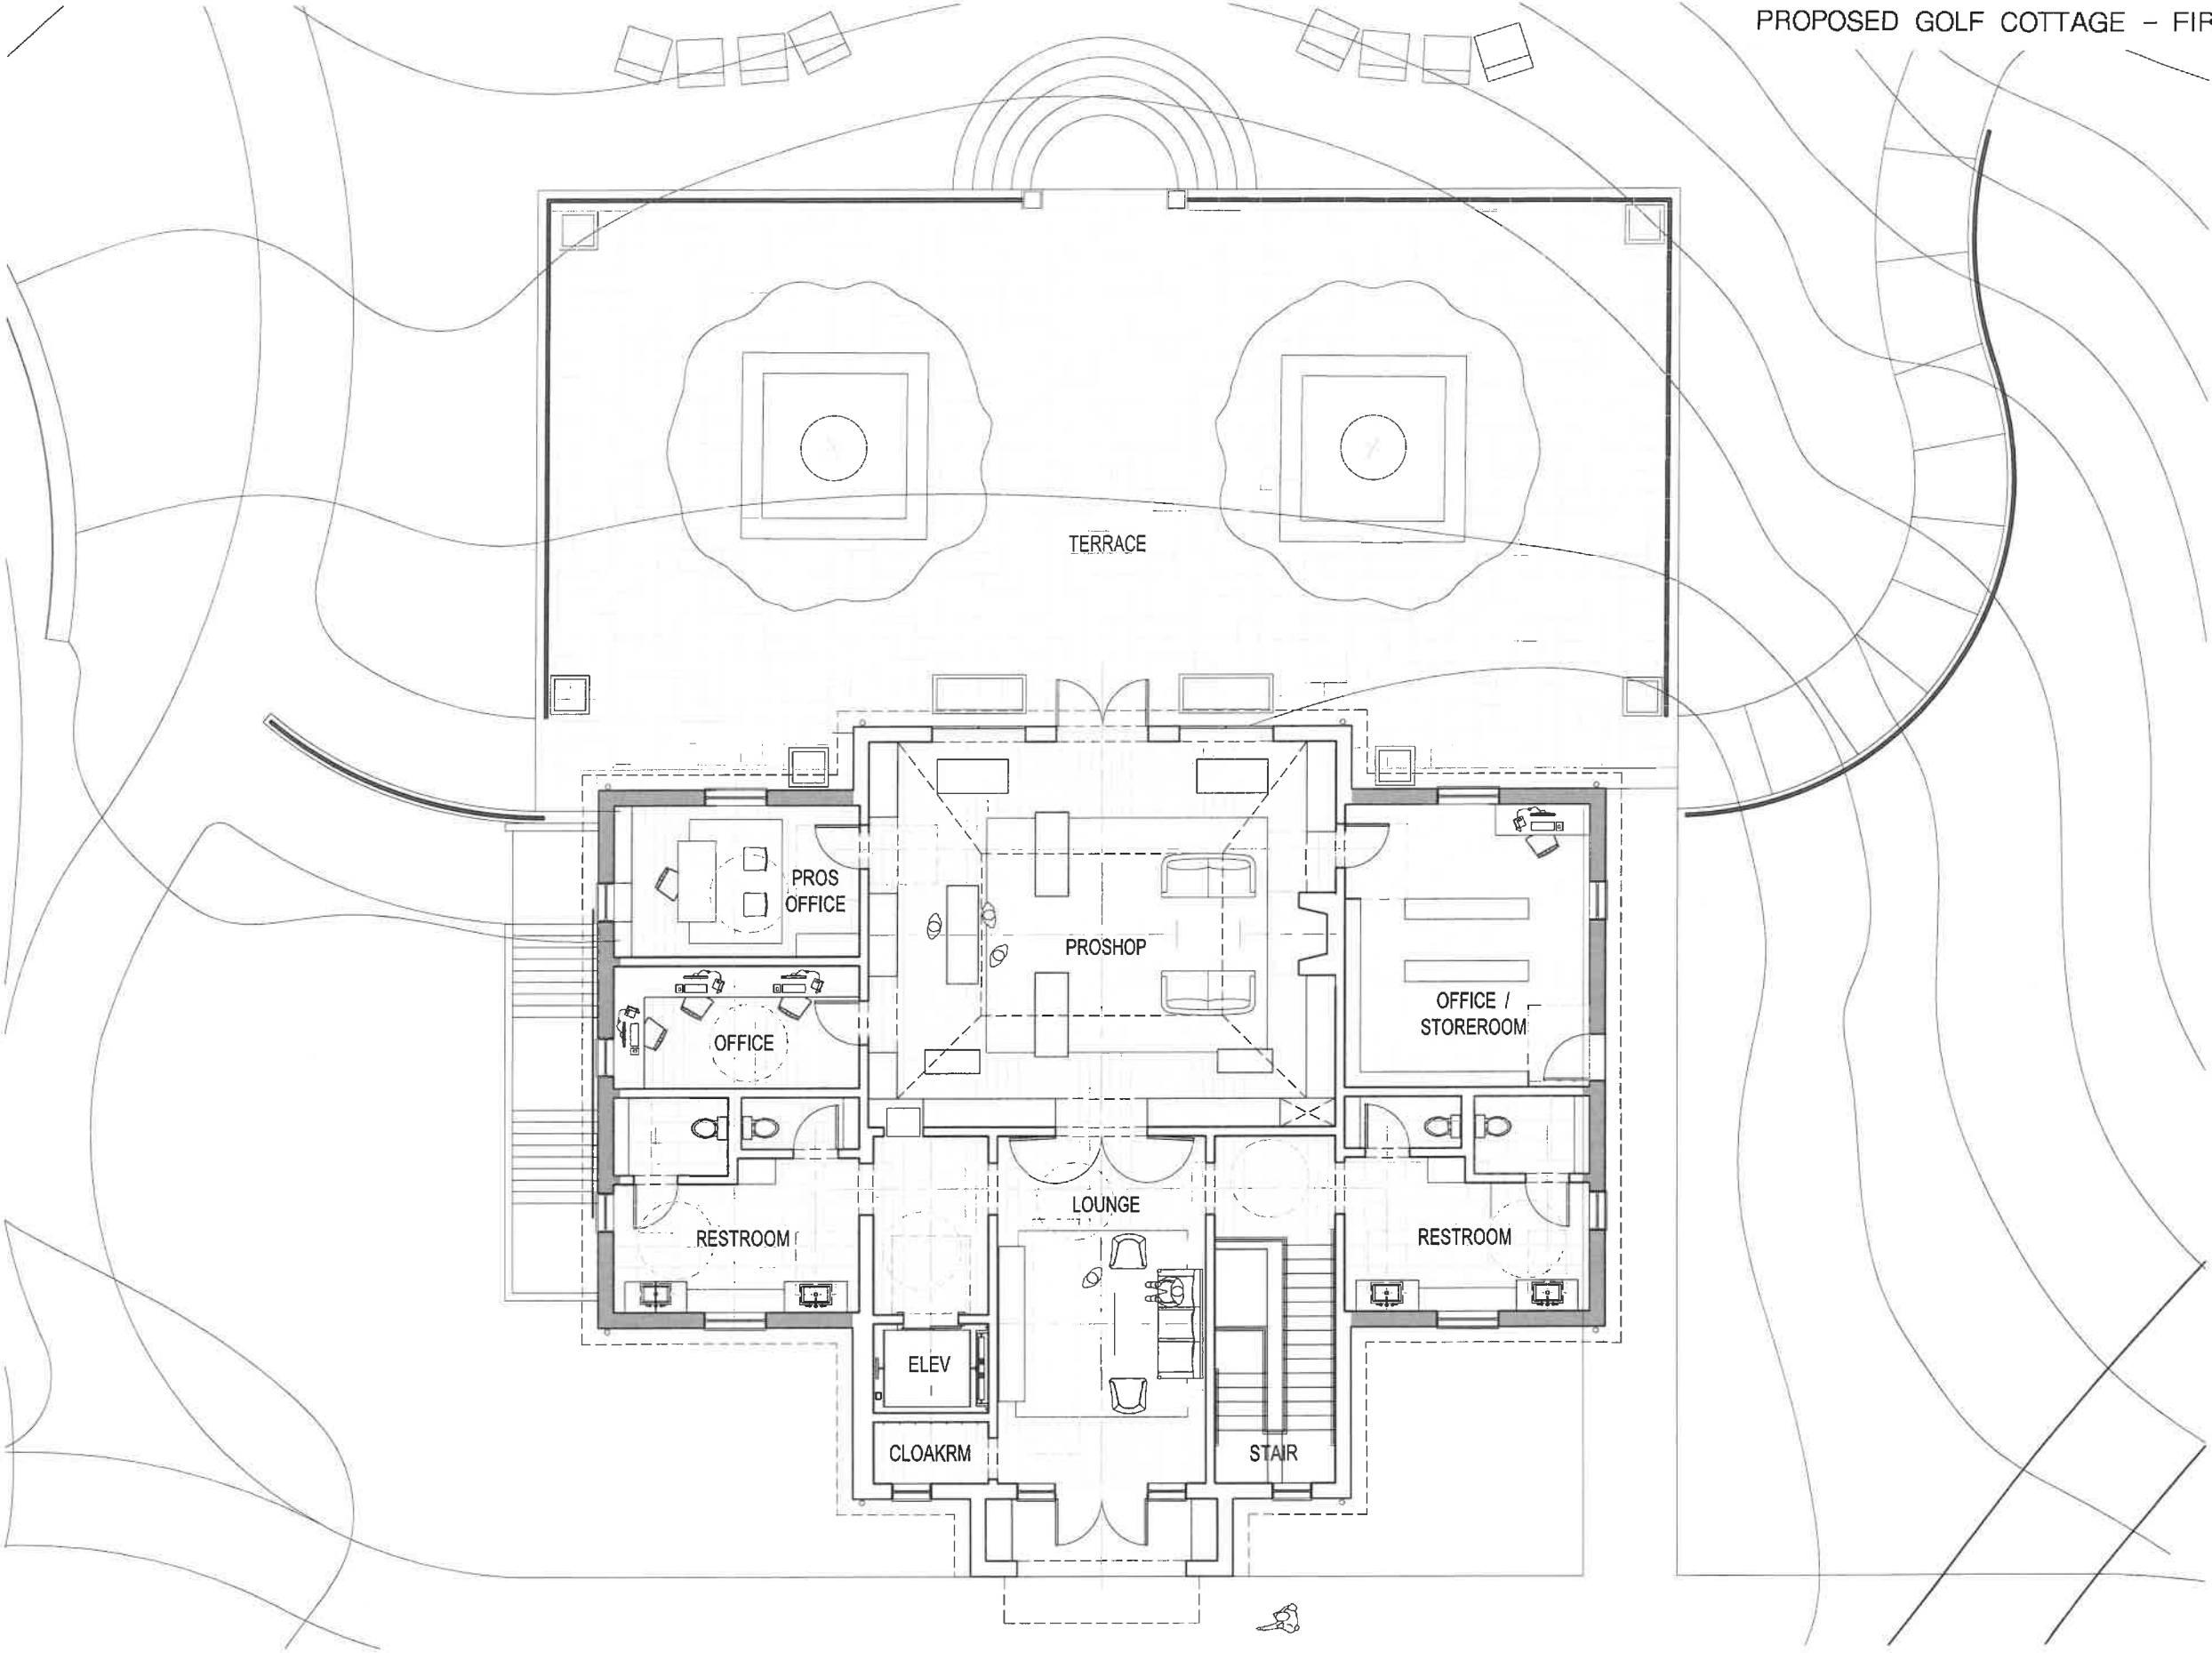 PROPOSED GOLF COTTAGE – FIR
TERRACE
PROS
OFFICE
PROSHOP
OFFICE /
STOREROOM
OFFICE
LOUNGE
RESTROOM
RESTROOM
ELEV
CLOAKRM
STAIR